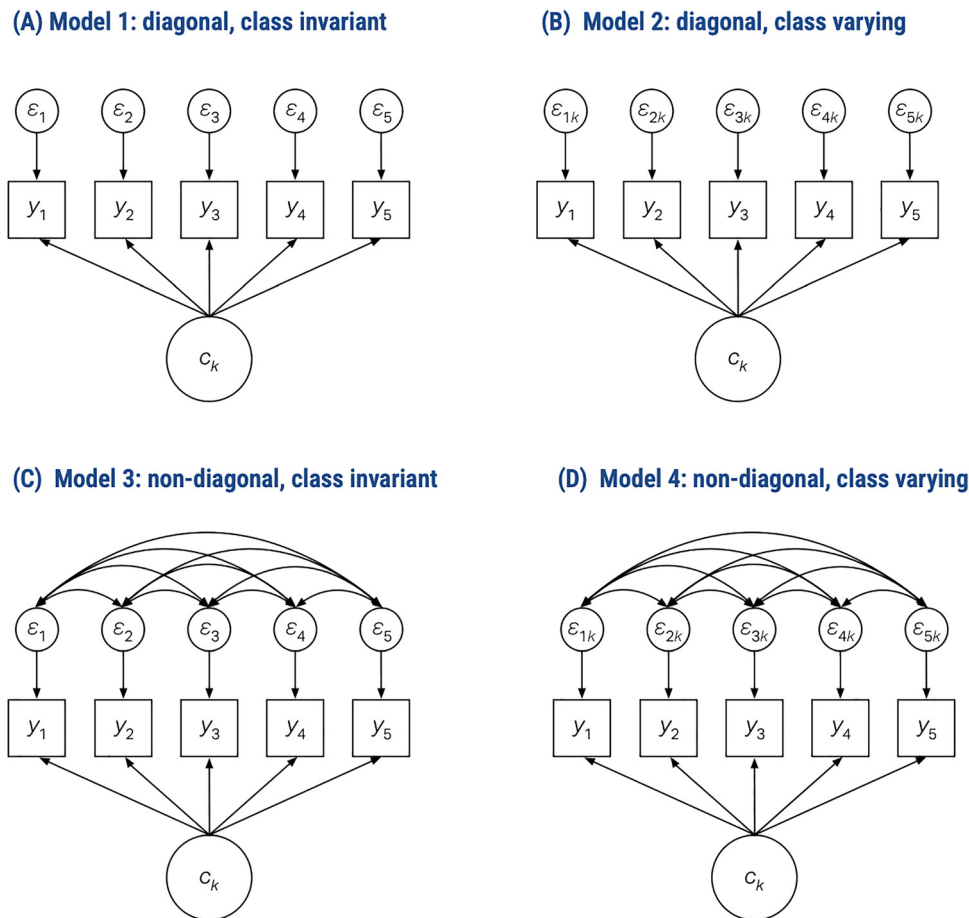 (A) Model 1: diagonal, class invariant
ε1 ε2 ε3 ε4 ε5
y1 y2 y3 y4 y5
ck
(B) Model 2: diagonal, class varying
ε1k ε2k ε3k ε4k ε5k
y1 y2 y3 y4 y5
ck
(C) Model 3: non-diagonal, class invariant
ε1 ε2 ε3 ε4 ε5
y1 y2 y3 y4 y5
ck
(D) Model 4: non-diagonal, class varying
ε1k ε2k ε3k ε4k ε5k
y1 y2 y3 y4 y5
ck